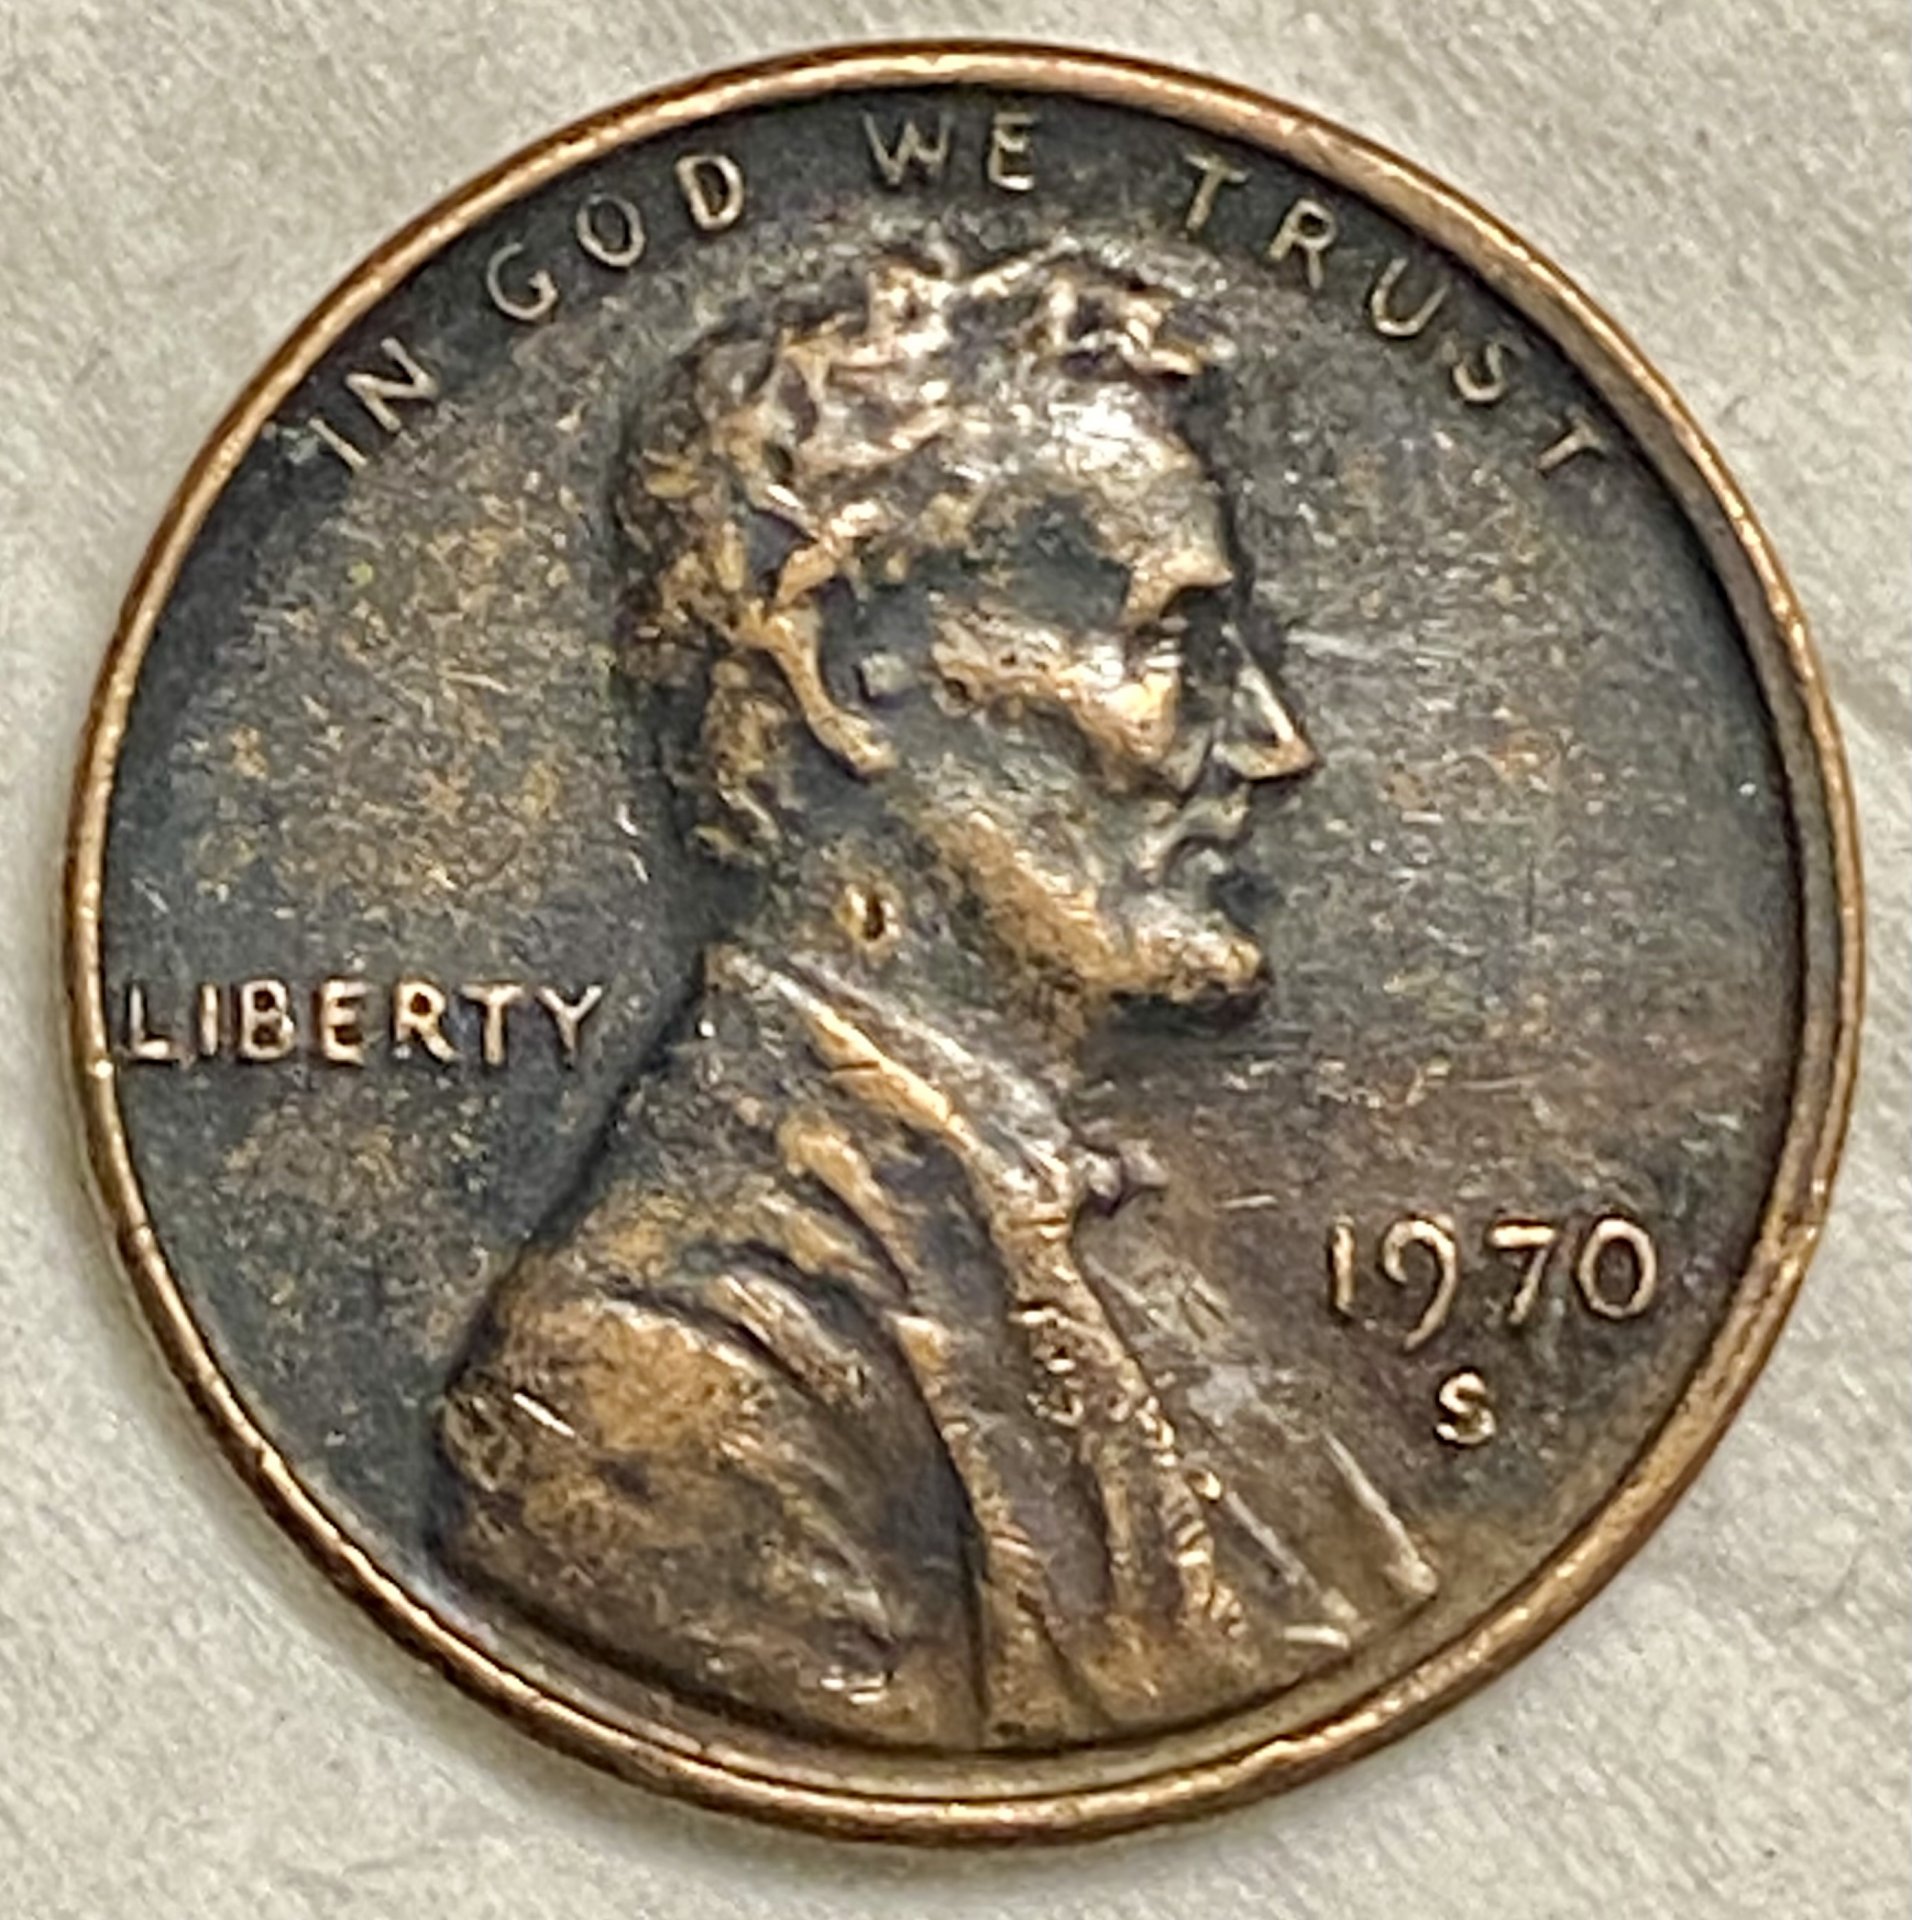 IN GOD WE TRUST
LIBERTY
1970
S